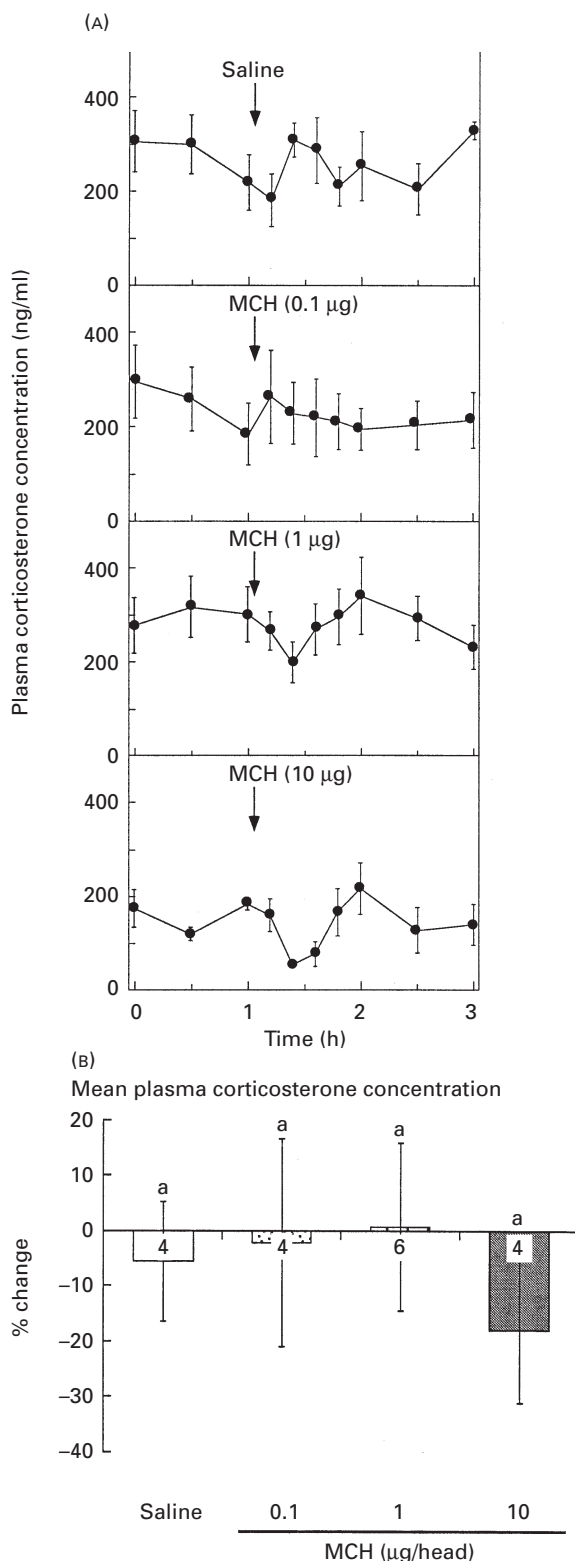 (A)
Plasma corticosterone concentration (ng/ml)
Saline
400
200
0
MCH (0.1 µg)
400
200
0
MCH (1 µg)
400
200
0
MCH (10 µg)
400
200
0
0 1 2 3
Time (h)
(B)
Mean plasma corticosterone concentration
% change
20
10
0
−10
−20
−30
−40
a a a a
4 4 6 4
Saline 0.1 1 10
MCH (µg/head)